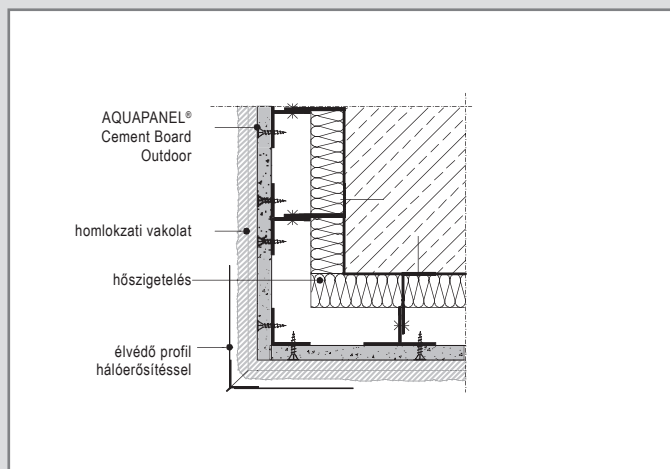 AQUAPANEL®
Cement Board
Outdoor
homlokzati vakolat
hőszigetelés
élvédő profil
hálóerősítéssel